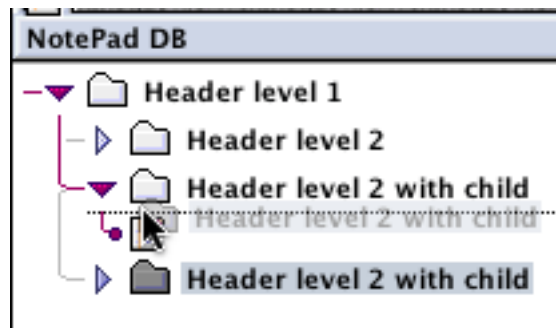 NotePad DB
Header level 1
Header level 2
Header level 2 with child
Header level 2 with child
Header level 2 with child